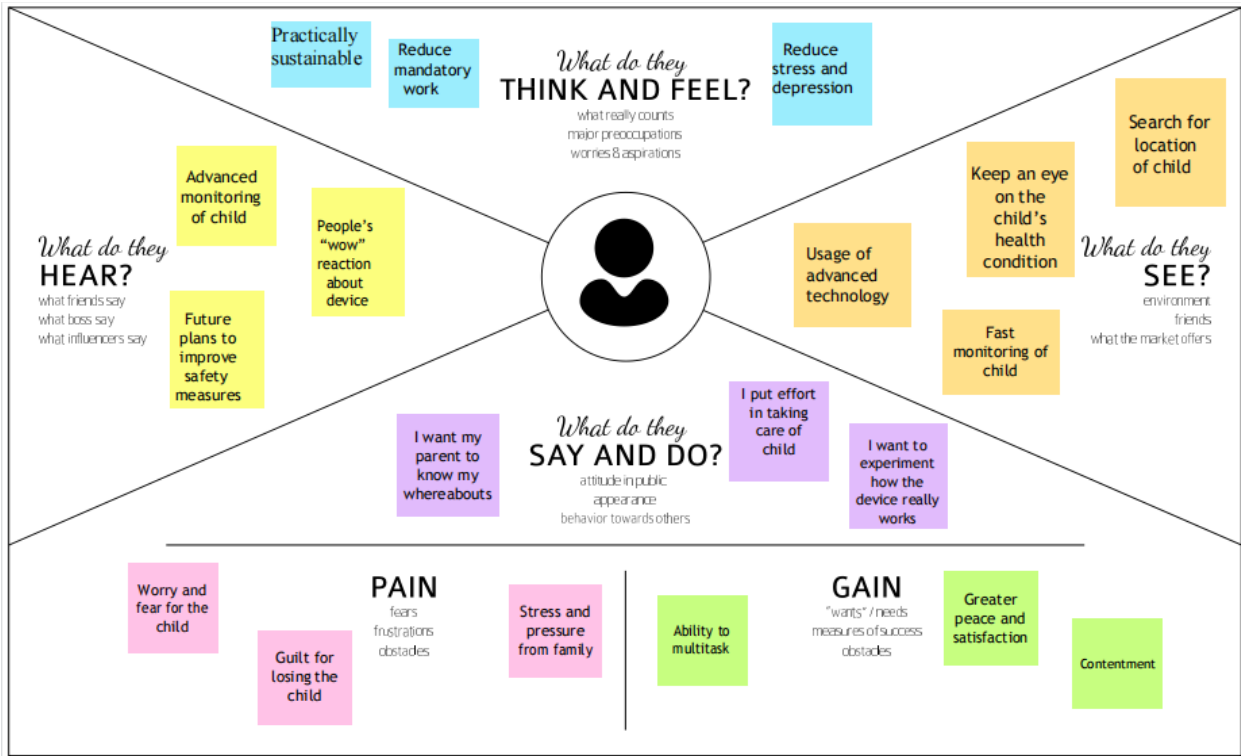 Practically
sustainable
Reduce
mandatory
work
What do they
THINK AND FEEL?
what really counts
major preoccupations
worries & aspirations
Reduce
stress and
depression
What do they
HEAR?
what friends say
what boss say
what influencers say
Advanced
monitoring
of child
People's
"wow"
reaction
about
device
Future
plans to
improve
safety
measures
Usage of
advanced
technology
Keep an eye
on the
child's
health
condition
Search for
location
of child
Fast
monitoring of
child
What do they
SEE?
environment
friends
what the market offers
I want my
parent to
know my
whereabouts
What do they
SAY AND DO?
attitude in public
appearance
behavior towards others
I put effort
in taking
care of
child
I want to
experiment
how the
device really
works
Worry and
fear for the
child
Guilt for
losing the
child
PAIN
fears
frustrations
obstacles
Stress and
pressure
from family
Ability to
multitask
GAIN
"wants" / needs
measures of success
obstacles
Greater
peace and
satisfaction
Contentment